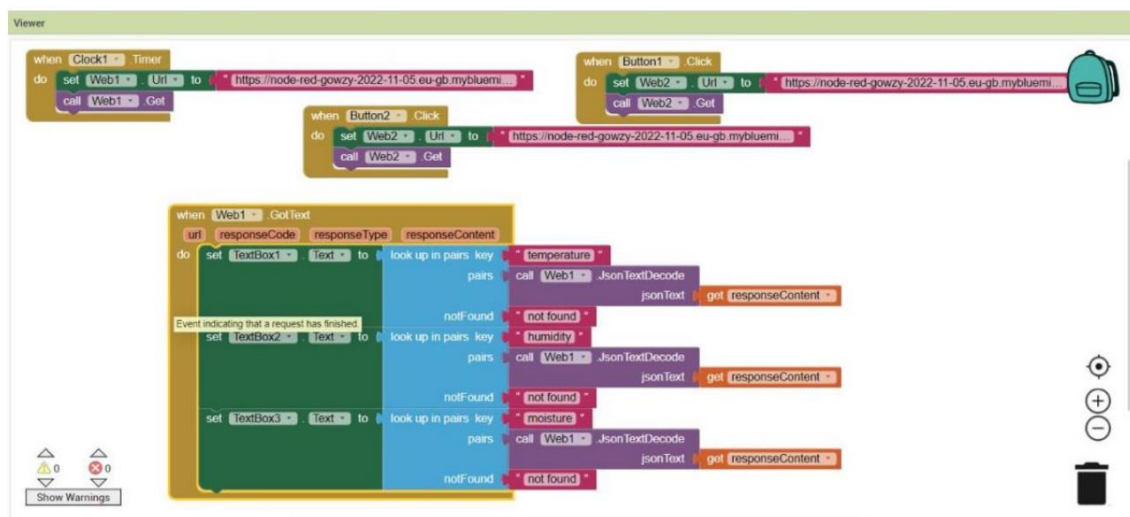 Viewer
when Clock1 .Timer
do set Web1 . Url to " https://node-red-gowzy-2022-11-05.eu-gb.mybluemi... "
call Web1 .Get
when Button1 .Click
do set Web2 . Url to " https://node-red-gowzy-2022-11-05.eu-gb.mybluemi...
call Web2 .Get
when Button2 .Click
do set Web2 . Url to " https://node-red-gowzy-2022-11-05.eu-gb.mybluemi... "
call Web2 .Get
when Web1 .GotText
url responseCode responseType responseContent
do set TextBox1 . Text to look up in pairs key " temperature "
pairs call Web1 .JsonTextDecode
jsonText get responseContent
notFound " not found "
Event indicating that a request has finished.
set TextBox2 . Text to look up in pairs key " humidity "
pairs call Web1 .JsonTextDecode
jsonText get responseContent
notFound " not found "
set TextBox3 . Text to look up in pairs key " moisture "
pairs call Web1 .JsonTextDecode
jsonText get responseContent
notFound " not found "
0 0
Show Warnings